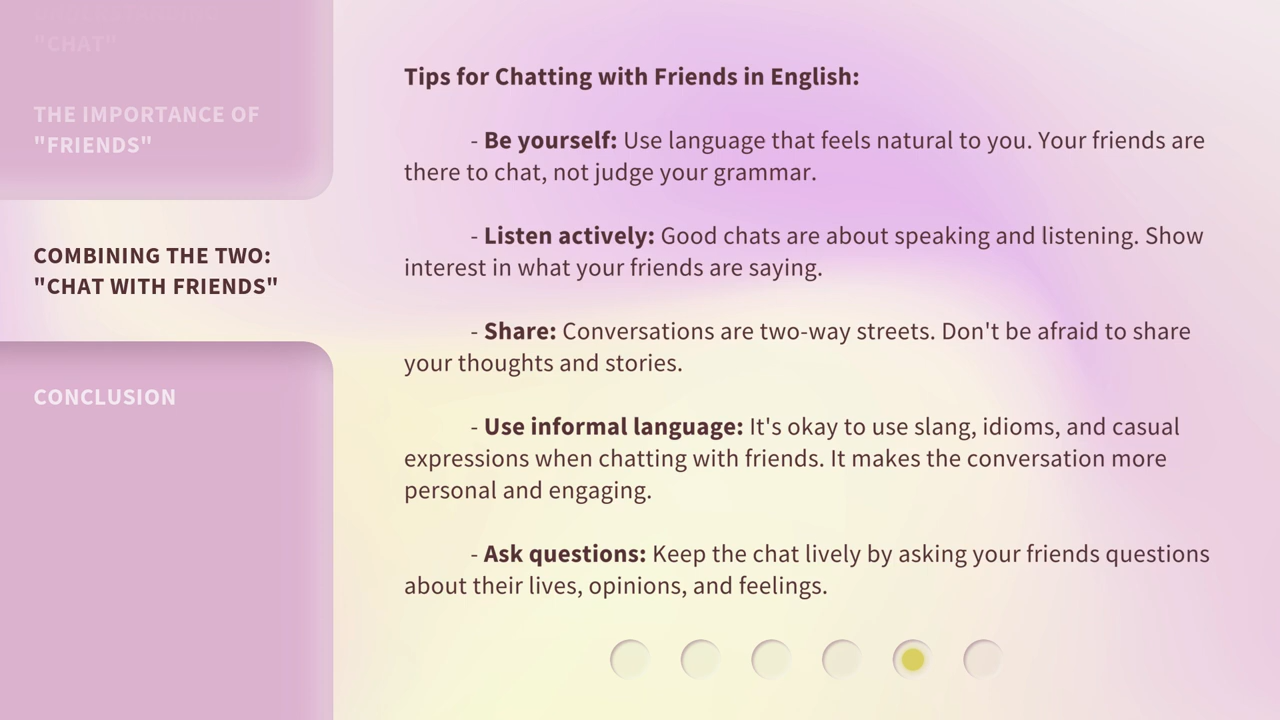 "CHAT"
THE IMPORTANCE OF
"FRIENDS"
COMBINING THE TWO:
"CHAT WITH FRIENDS"
CONCLUSION
Tips for Chatting with Friends in English:
- Be yourself: Use language that feels natural to you. Your friends are
there to chat, not judge your grammar.
- Listen actively: Good chats are about speaking and listening. Show
interest in what your friends are saying.
- Share: Conversations are two-way streets. Don't be afraid to share
your thoughts and stories.
- Use informal language: It's okay to use slang, idioms, and casual
expressions when chatting with friends. It makes the conversation more
personal and engaging.
- Ask questions: Keep the chat lively by asking your friends questions
about their lives, opinions, and feelings.